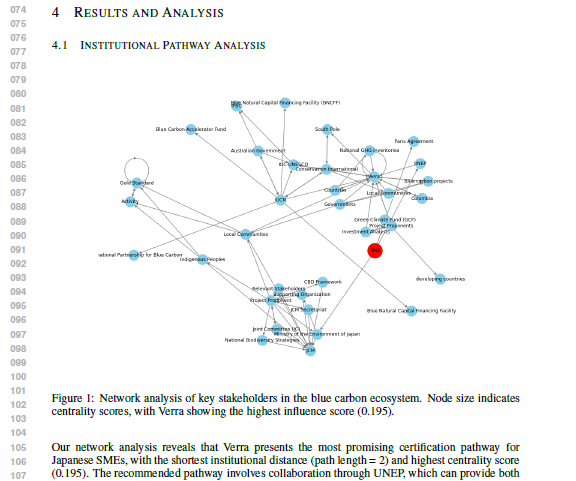 074
075
076
077
078
079
080
081
082
083
084
085
086
087
088
089
090
091
092
093
094
095
096
097
098
099
100
101
102
103
104
105
106
107
4 RESULTS AND ANALYSIS
4.1 INSTITUTIONAL PATHWAY ANALYSIS
Blue Natural Capital Financing Facility (BNCFF)
Blue Carbon Accelerator Fund
South Pole
Paris Agreement
Australian Government
National GHG Inventories
IOC-UNESCO
UNEP
Conservation International
Verra
Gold Standard
Blue carbon projects
Countries
Local Communities
Activity
IUCN
Colombia
Governments
Green Climate Fund (GCF)
Project Proponents
Investment Analysts
Local Communities
national Partnership for Blue Carbon
Indigenous Peoples
developing countries
CBD Framework
Relevant Stakeholders
Supporting Organization
Project Proponent
JCM Secretariat
Blue Natural Capital Financing Facility
Joint Committee (JC)
Ministry of the Environment of Japan
National Biodiversity Strategies
JCM
Figure 1: Network analysis of key stakeholders in the blue carbon ecosystem. Node size indicates
centrality scores, with Verra showing the highest influence score (0.195).
Our network analysis reveals that Verra presents the most promising certification pathway for
Japanese SMEs, with the shortest institutional distance (path length = 2) and highest centrality score
(0.195). The recommended pathway involves collaboration through UNEP, which can provide both